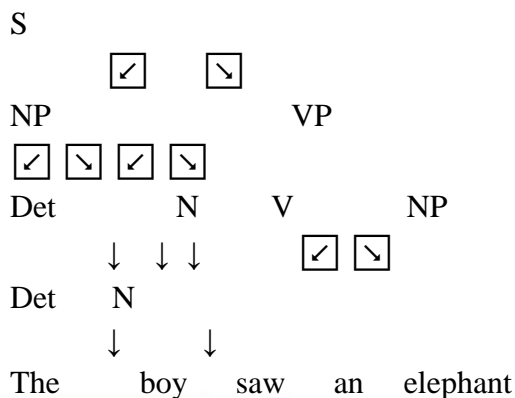 S
↙ ↘
NP VP
↙ ↘ ↙ ↘
Det N V NP
↓ ↓ ↓ ↙ ↘
Det N
↓ ↓
The boy saw an elephant